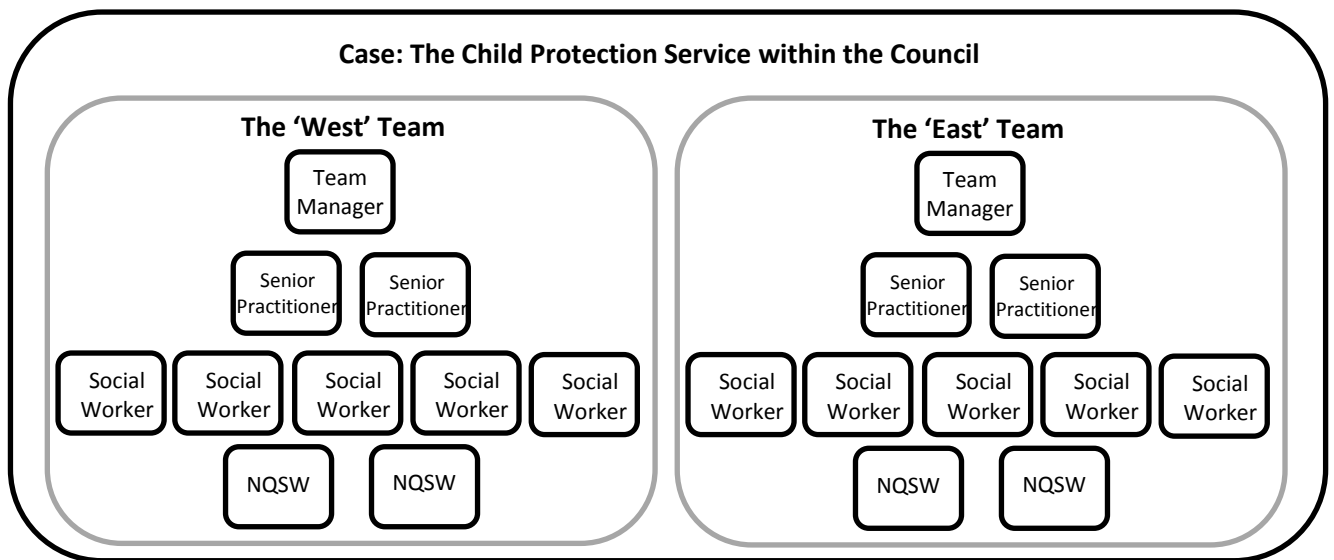 Case: The Child Protection Service within the Council
The ‘West’ Team
Team
Manager
Senior
Practitioner
Senior
Practitioner
Social
Worker
Social
Worker
Social
Worker
Social
Worker
Social
Worker
NQSW
NQSW
The ‘East’ Team
Team
Manager
Senior
Practitioner
Senior
Practitioner
Social
Worker
Social
Worker
Social
Worker
Social
Worker
Social
Worker
NQSW
NQSW